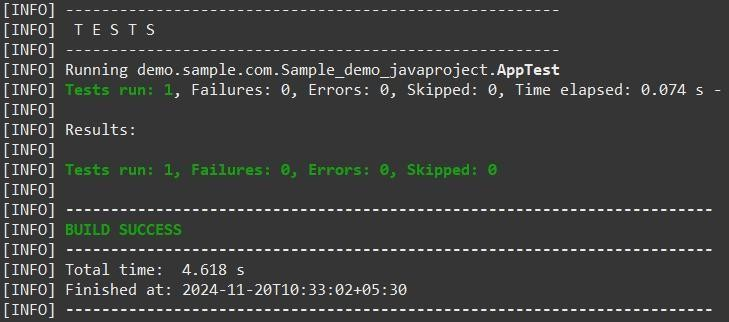 [INFO] -------------------------------------------------------
[INFO]  T E S T S
[INFO] -------------------------------------------------------
[INFO] Running demo.sample.com.Sample_demo_javaproject.AppTest
[INFO] Tests run: 1, Failures: 0, Errors: 0, Skipped: 0, Time elapsed: 0.074 s -
[INFO]
[INFO] Results:
[INFO]
[INFO] Tests run: 1, Failures: 0, Errors: 0, Skipped: 0
[INFO]
[INFO] ------------------------------------------------------------------------
[INFO] BUILD SUCCESS
[INFO] ------------------------------------------------------------------------
[INFO] Total time:  4.618 s
[INFO] Finished at: 2024-11-20T10:33:02+05:30
[INFO] ------------------------------------------------------------------------